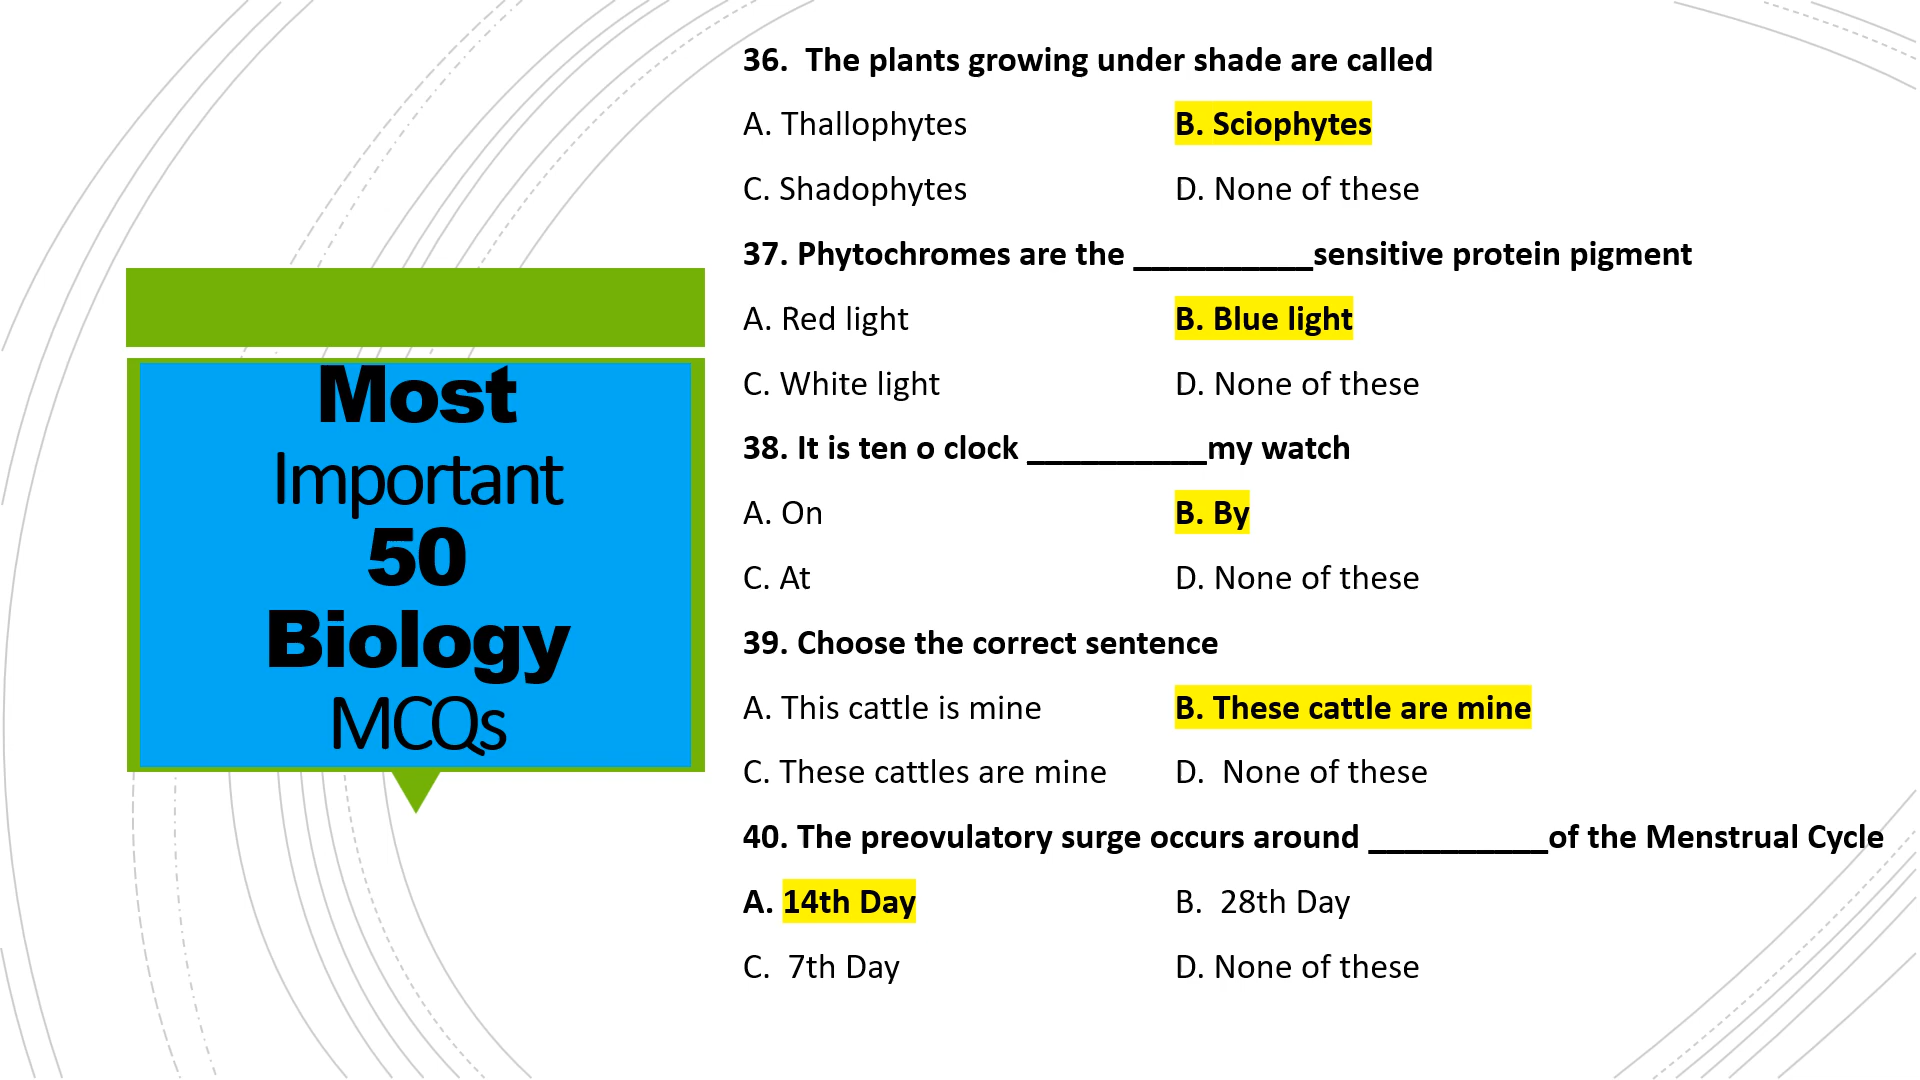 Most
Important
50
Biology
MCQs
36.  The plants growing under shade are called
A. Thallophytes B. Sciophytes
C. Shadophytes D. None of these
37. Phytochromes are the __________sensitive protein pigment
A. Red light B. Blue light
C. White light D. None of these
38. It is ten o clock __________my watch
A. On B. By
C. At D. None of these
39. Choose the correct sentence
A. This cattle is mine B. These cattle are mine
C. These cattles are mine D.  None of these
40. The preovulatory surge occurs around __________of the Menstrual Cycle
A. 14th Day B.  28th Day
C.  7th Day D. None of these